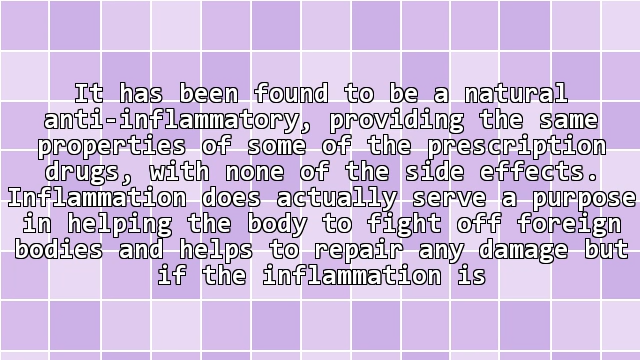 It has been found to be a natural
anti-inflammatory, providing the same
properties of some of the prescription
drugs, with none of the side effects.
Inflammation does actually serve a purpose
in helping the body to fight off foreign
bodies and helps to repair any damage but
if the inflammation is